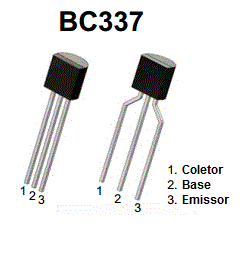 BC337
1 2 3
1 2 3
1. Coletor
2. Base
3. Emissor